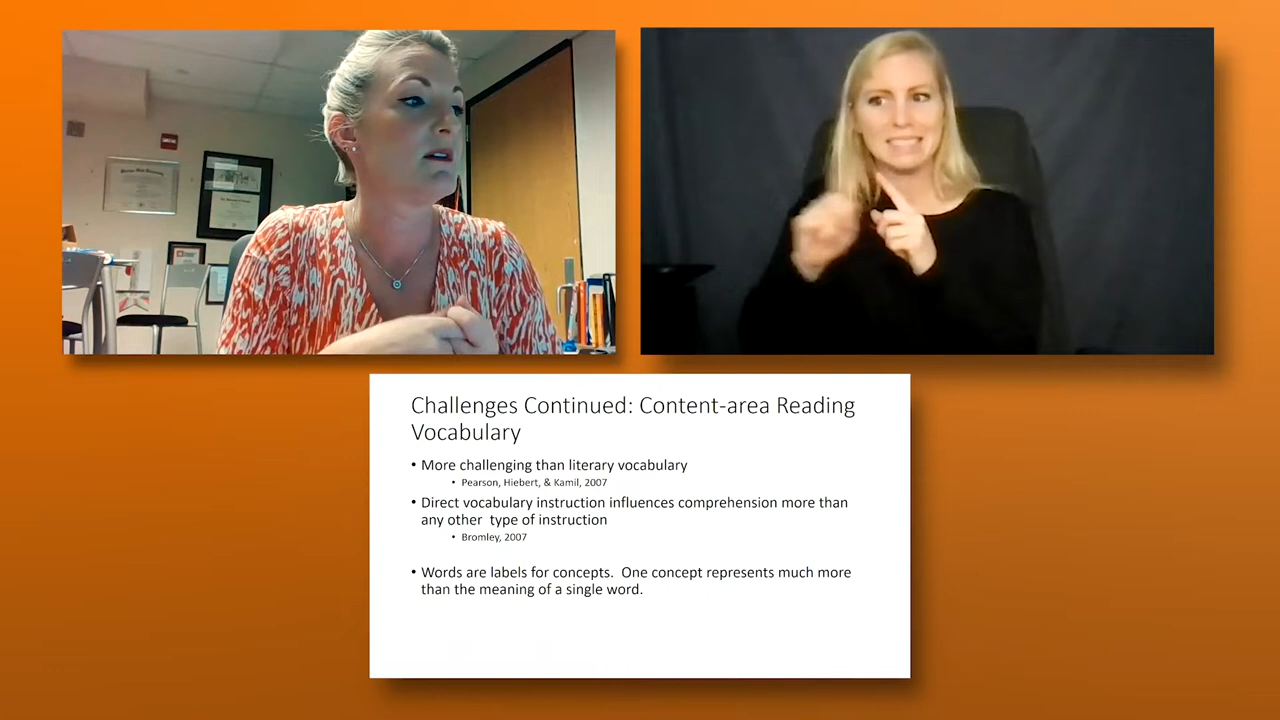 Challenges Continued: Content-area Reading
Vocabulary
• More challenging than literary vocabulary
• Pearson, Hiebert, & Kamil, 2007
• Direct vocabulary instruction influences comprehension more than
any other type of instruction
• Bromley, 2007
• Words are labels for concepts. One concept represents much more
than the meaning of a single word.